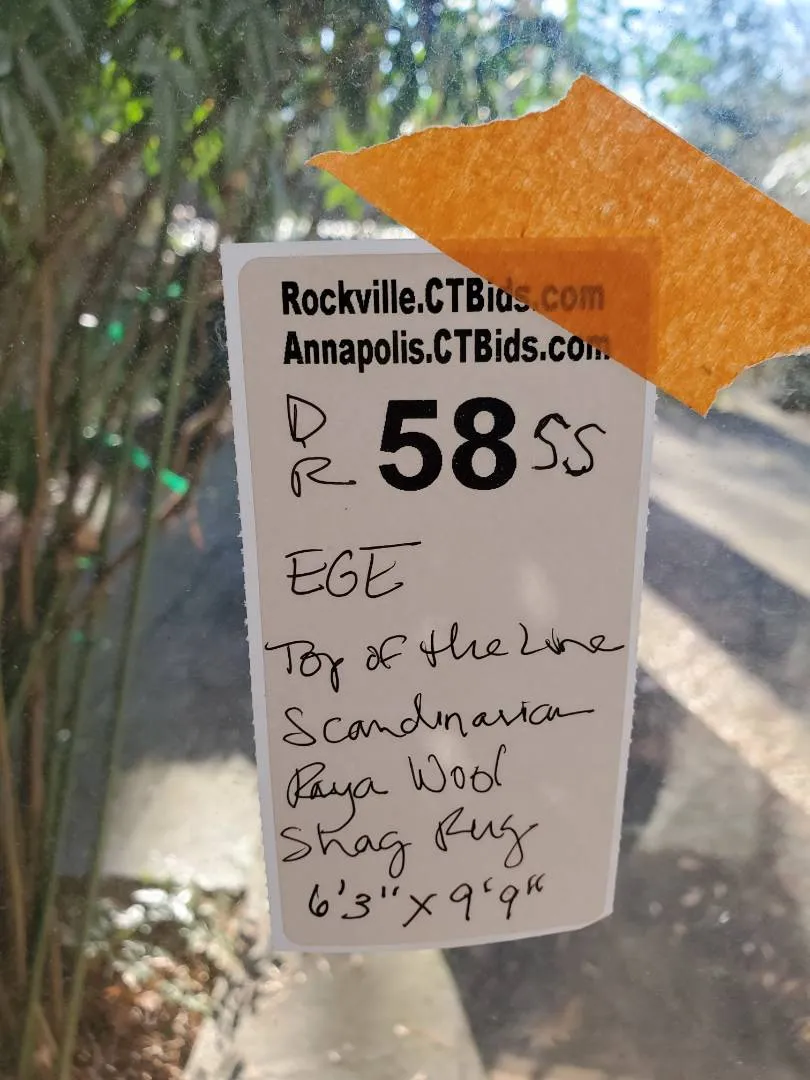 Rockville.CTBids.com
Annapolis.CTBids.com
DR 58 SS
EGE
Top of the Line
Scandinavian
Raya Wool
Shag Rug
6'3" x 9'9"